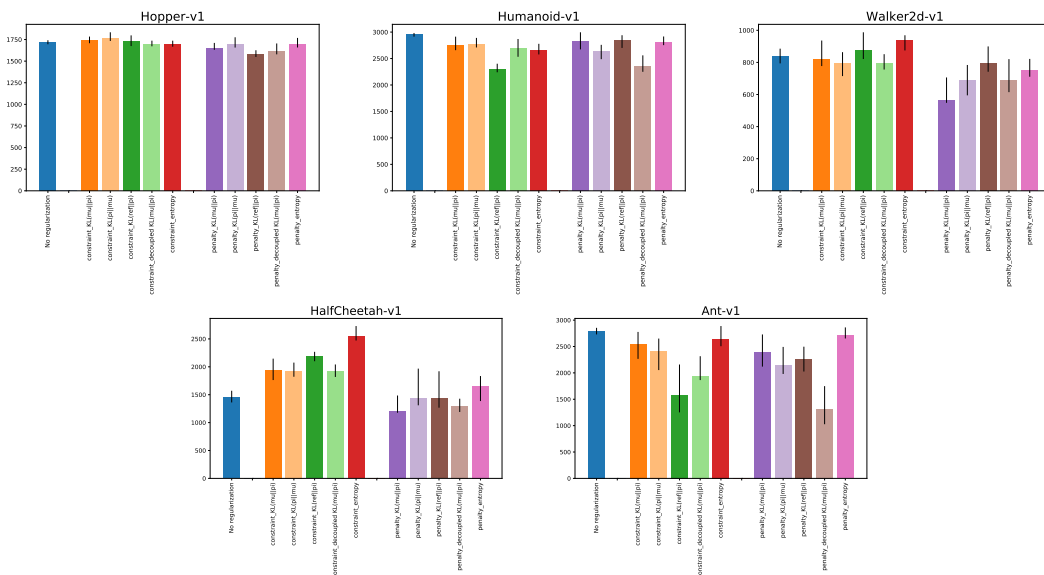 Hopper-v1
1750
1500
1250
1000
750
500
250
0
No regularization
constraint_KL(mu||pi)
constraint_KL(pi||mu)
constraint_KL(ref||pi)
constraint_decoupled KL(mu||pi)
constraint_entropy
penalty_KL(mu||pi)
penalty_KL(pi||mu)
penalty_KL(ref||pi)
penalty_decoupled KL(mu||pi)
penalty_entropy
Humanoid-v1
3000
2500
2000
1500
1000
500
0
No regularization
constraint_KL(mu||pi)
constraint_KL(pi||mu)
constraint_KL(ref||pi)
constraint_decoupled KL(mu||pi)
constraint_entropy
penalty_KL(mu||pi)
penalty_KL(pi||mu)
penalty_KL(ref||pi)
penalty_decoupled KL(mu||pi)
penalty_entropy
Walker2d-v1
1000
800
600
400
200
0
No regularization
constraint_KL(mu||pi)
constraint_KL(pi||mu)
constraint_KL(ref||pi)
constraint_decoupled KL(mu||pi)
constraint_entropy
penalty_KL(mu||pi)
penalty_KL(pi||mu)
penalty_KL(ref||pi)
penalty_decoupled KL(mu||pi)
penalty_entropy
HalfCheetah-v1
2500
2000
1500
1000
500
0
No regularization
constraint_KL(mu||pi)
constraint_KL(pi||mu)
constraint_KL(ref||pi)
constraint_decoupled KL(mu||pi)
constraint_entropy
penalty_KL(mu||pi)
penalty_KL(pi||mu)
penalty_KL(ref||pi)
penalty_decoupled KL(mu||pi)
penalty_entropy
Ant-v1
3000
2500
2000
1500
1000
500
0
No regularization
constraint_KL(mu||pi)
constraint_KL(pi||mu)
constraint_KL(ref||pi)
constraint_decoupled KL(mu||pi)
constraint_entropy
penalty_KL(mu||pi)
penalty_KL(pi||mu)
penalty_KL(ref||pi)
penalty_decoupled KL(mu||pi)
penalty_entropy